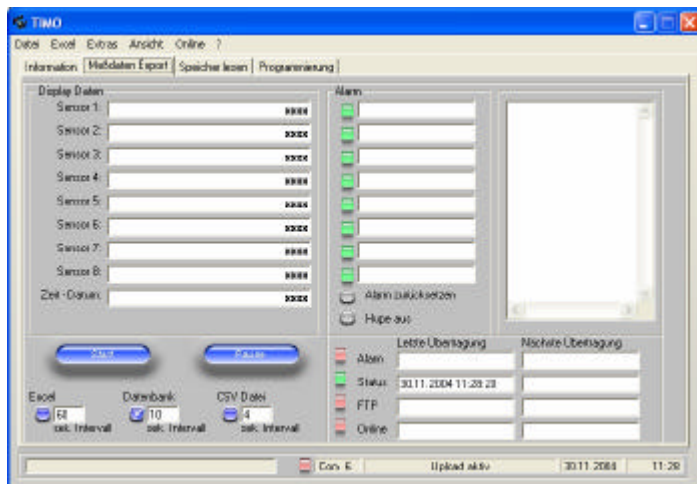 TIMO
Datei Excel Extras Ansicht Online ?
Information Meßdaten Export Speicher lesen Programmierung
Display Daten
Sensor 1: xxxx
Sensor 2: xxxx
Sensor 3: xxxx
Sensor 4: xxxx
Sensor 5: xxxx
Sensor 6: xxxx
Sensor 7: xxxx
Sensor 8: xxxx
Zeit - Datum: xxxx
Alarm
Alarm zurücksetzen
Hupe aus
Start Pause
Excel Datenbank CSV Datei
60 10 4
sek. Intervall sek. Intervall sek. Intervall
Letzte Übertragung Nächste Übertragung
Alarm
Status 30.11.2004 11:28:20
FTP
Online
Com. 6 Upload aktiv 30.11.2004 11:28